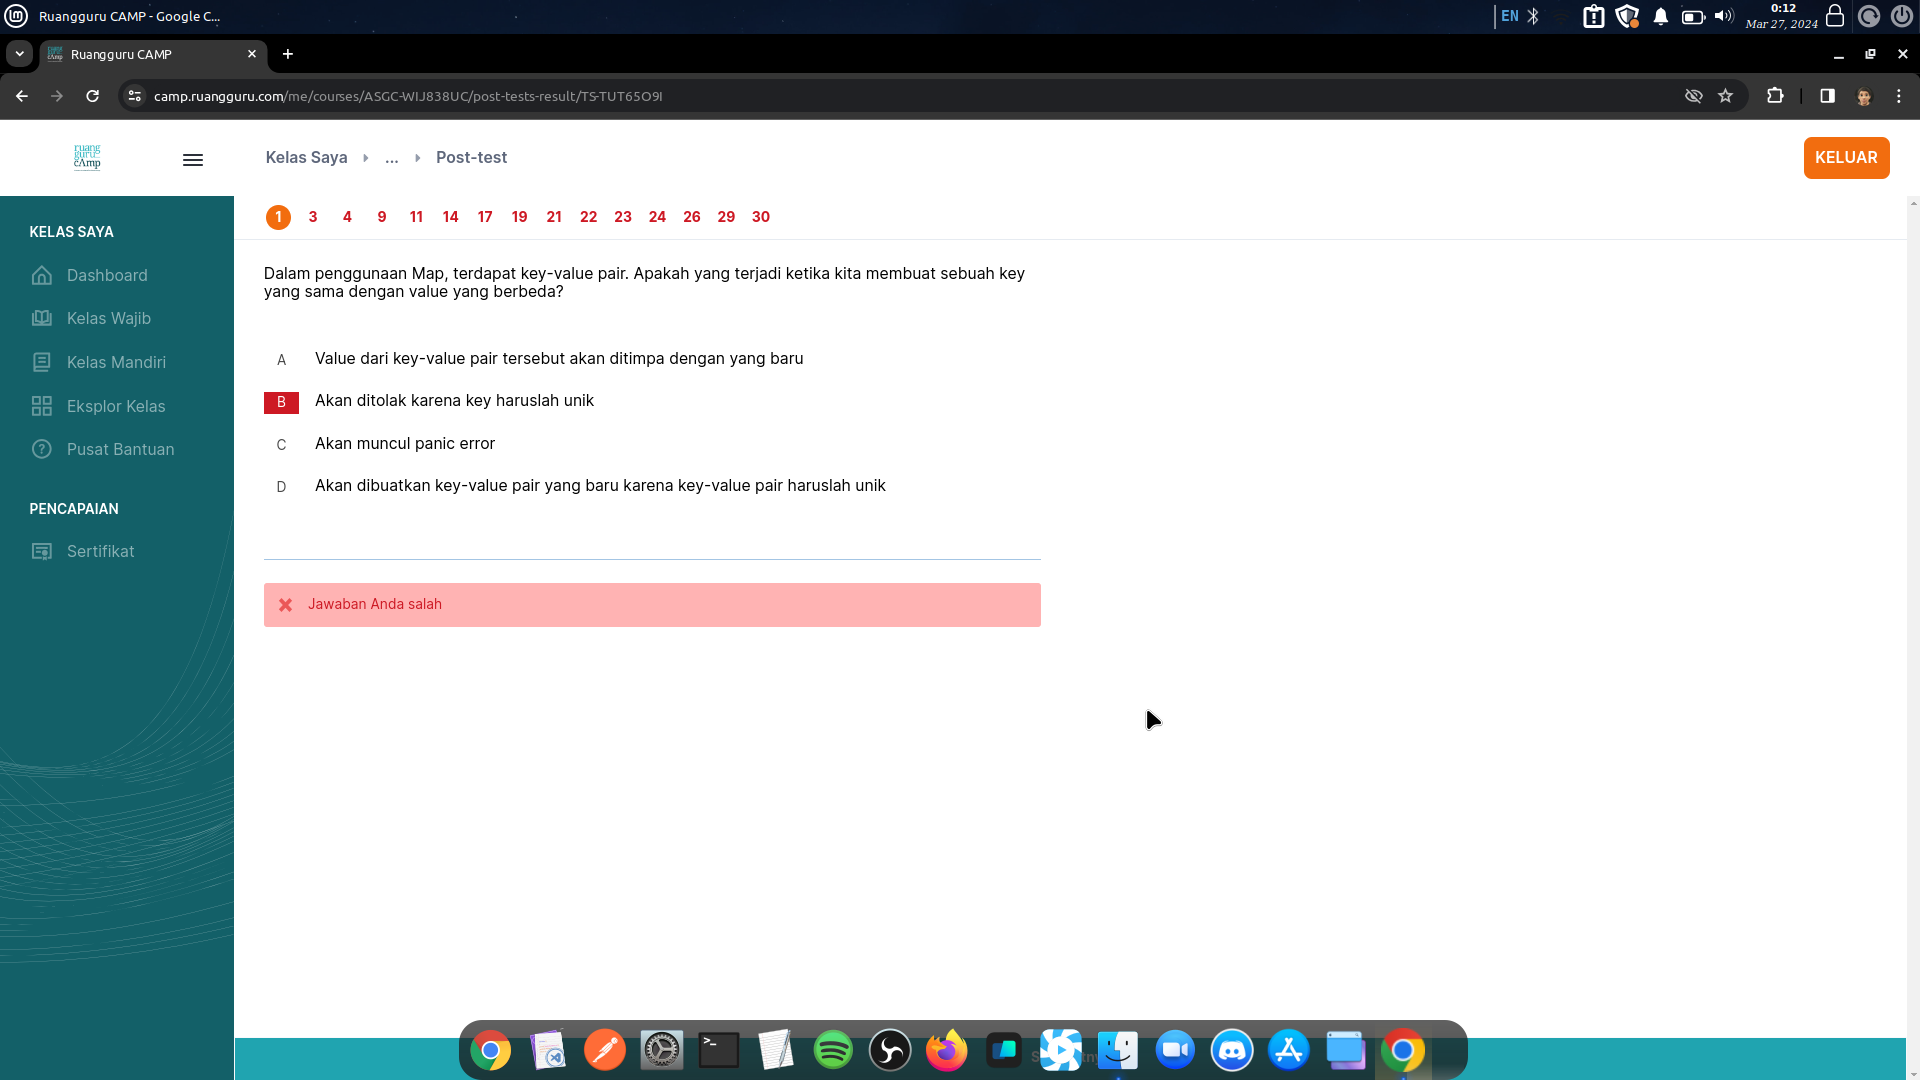 Ruangguru CAMP - Google C...
EN
0:12
Mar 27, 2024
Ruangguru CAMP
camp.ruangguru.com/me/courses/ASGC-WIJ838UC/post-tests-result/TS-TUT65O9I
ruang
guru
cAmp
Kelas Saya
...
Post-test
KELUAR
1 3 4 9 11 14 17 19 21 22 23 24 26 29 30
KELAS SAYA
Dashboard
Kelas Wajib
Kelas Mandiri
Eksplor Kelas
Pusat Bantuan
PENCAPAIAN
Sertifikat
Dalam penggunaan Map, terdapat key-value pair. Apakah yang terjadi ketika kita membuat sebuah key
yang sama dengan value yang berbeda?
A Value dari key-value pair tersebut akan ditimpa dengan yang baru
B Akan ditolak karena key haruslah unik
C Akan muncul panic error
D Akan dibuatkan key-value pair yang baru karena key-value pair haruslah unik
Jawaban Anda salah